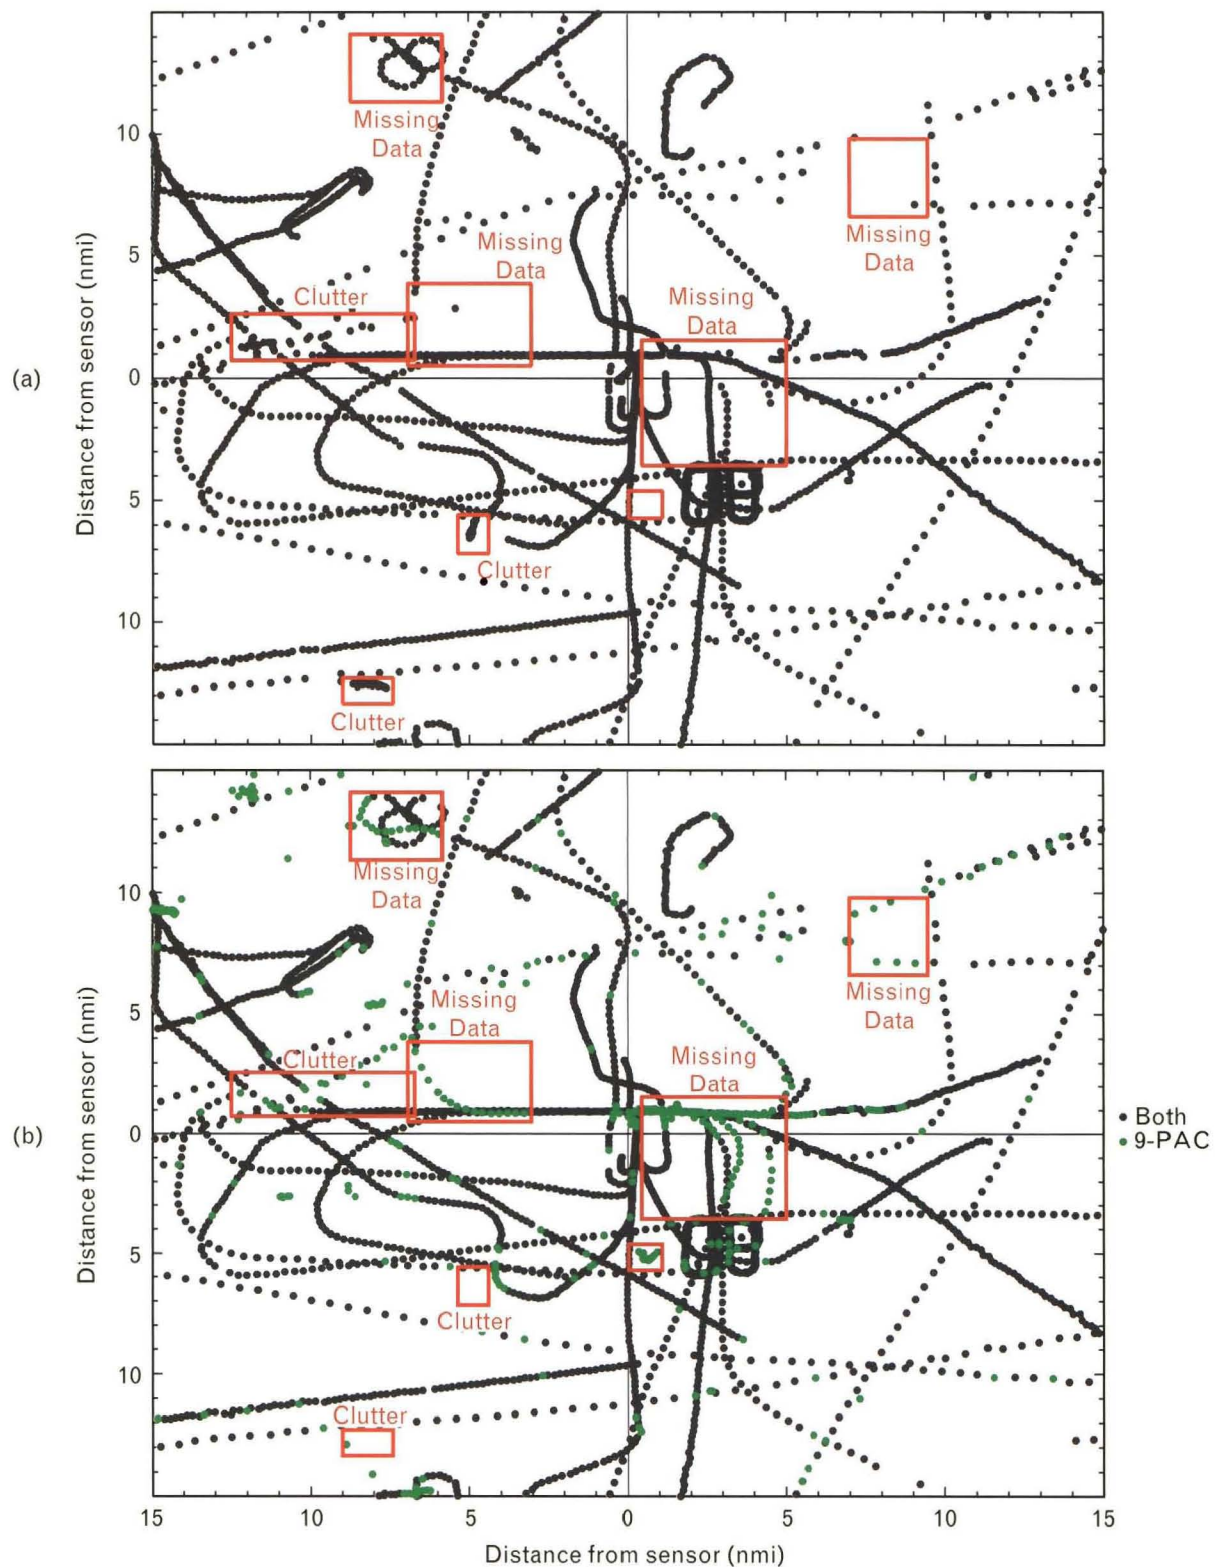 Missing
Data
10
Missing
Data
Missing
Data
5
Clutter
Missing
Data
Distance from sensor (nmi)
(a)
0
5
Clutter
10
Clutter
Missing
Data
10
Missing
Data
Missing
Data
5
Clutter
Missing
Data
Distance from sensor (nmi)
(b)
0
Both
9-PAC
5
Clutter
10
Clutter
15
10
5
0
5
10
15
Distance from sensor (nmi)